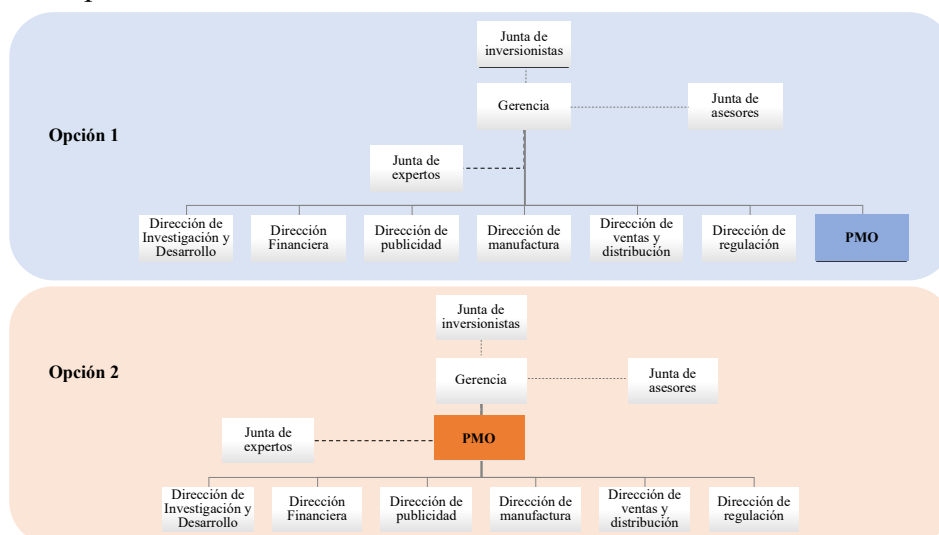 Junta de
inversionistas
Gerencia
Junta de
asesores
Opción 1
Junta de
expertos
Dirección de
Investigación y
Desarrollo
Dirección
Financiera
Dirección de
publicidad
Dirección de
manufactura
Dirección de
ventas y
distribución
Dirección de
regulación
PMO
Junta de
inversionistas
Opción 2
Gerencia
Junta de
asesores
Junta de
expertos
PMO
Dirección de
Investigación y
Desarrollo
Dirección
Financiera
Dirección de
publicidad
Dirección de
manufactura
Dirección de
ventas y
distribución
Dirección de
regulación